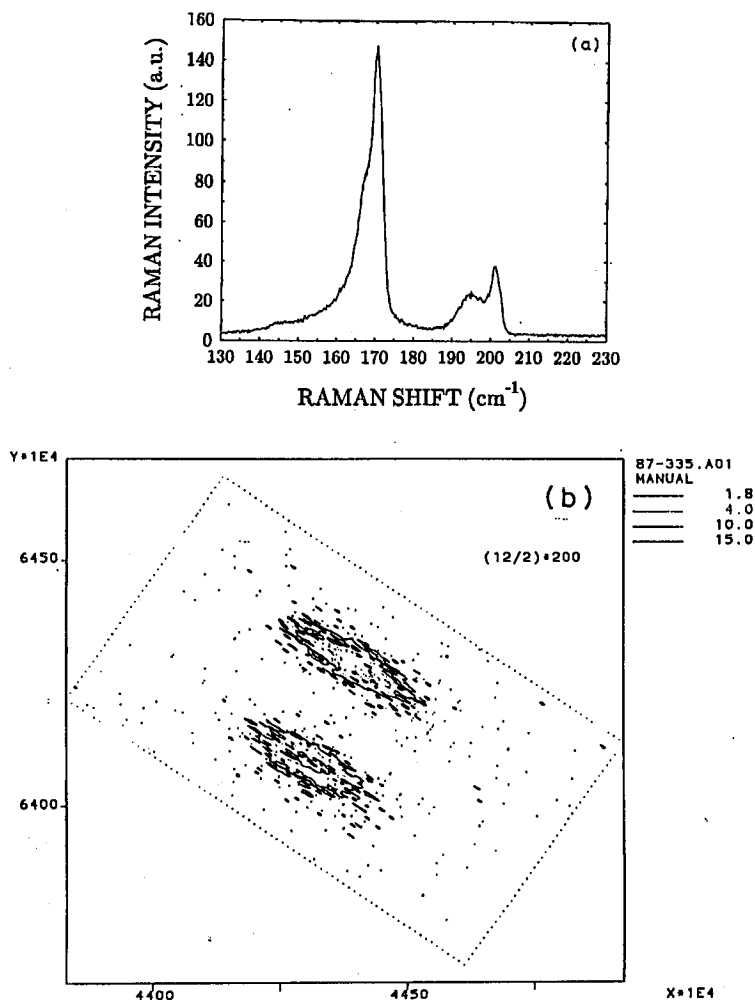 (a)
RAMAN INTENSITY (a.u.)
160
140
120
100
80
60
40
20
0
130 140 150 160 170 180 190 200 210 220 230
RAMAN SHIFT (cm⁻¹)
Y*1E4
(b)
(12/2)*200
6450
6400
4400 4450 X*1E4
87-335.A01
MANUAL
1.8
4.0
10.0
15.0